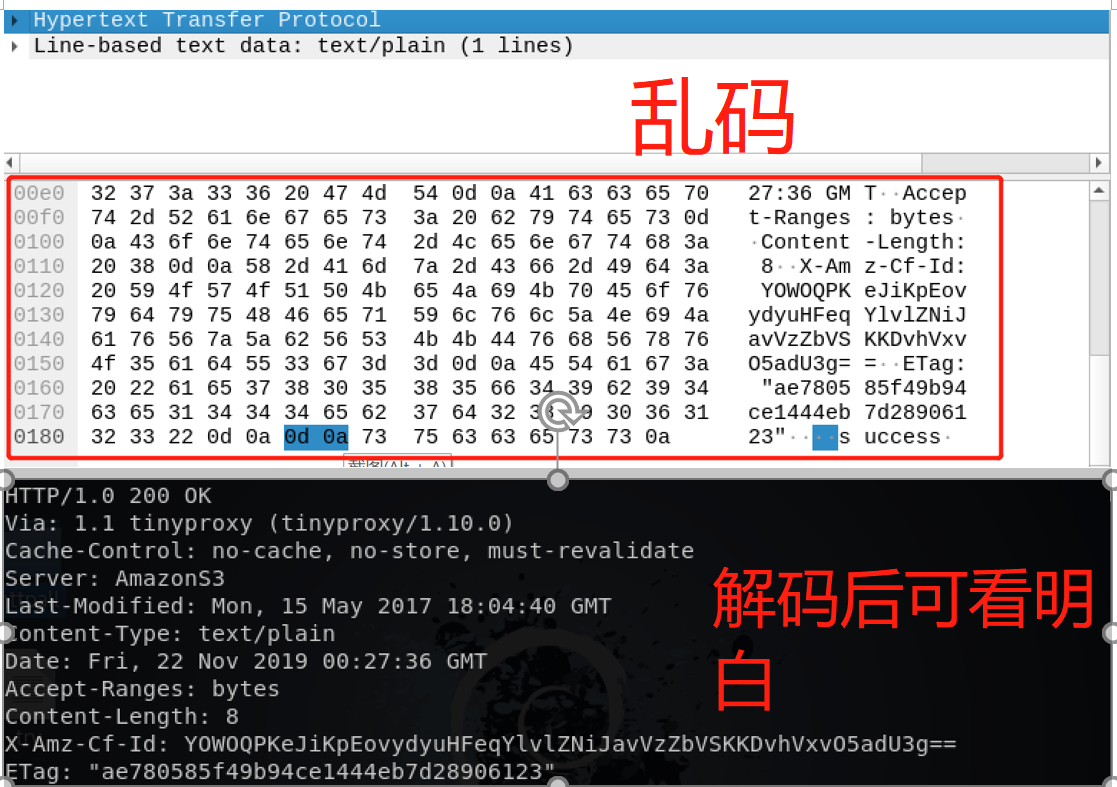 Hypertext Transfer Protocol
Line-based text data: text/plain (1 lines)
乱码
00e0 32 37 3a 33 36 20 47 4d 54 0d 0a 41 63 63 65 70 27:36 GM T··Accep
00f0 74 2d 52 61 6e 67 65 73 3a 20 62 79 74 65 73 0d t-Ranges : bytes·
0100 0a 43 6f 6e 74 65 6e 74 2d 4c 65 6e 67 74 68 3a ·Content -Length:
0110 20 38 0d 0a 58 2d 41 6d 7a 2d 43 66 2d 49 64 3a 8··X-Am z-Cf-Id:
0120 20 59 4f 57 4f 51 50 4b 65 4a 69 4b 70 45 6f 76 YOWOQPK eJiKpEov
0130 79 64 79 75 48 46 65 71 59 6c 76 6c 5a 4e 69 4a ydyuHFeq YlvlZNiJ
0140 61 76 56 7a 5a 62 56 53 4b 4b 44 76 68 56 78 76 avVzZbVS KKDvhVxv
0150 4f 35 61 64 55 33 67 3d 3d 0d 0a 45 54 61 67 3a O5adU3g= =··ETag:
0160 20 22 61 65 37 38 30 35 38 35 66 34 39 62 39 34 "ae7805 85f49b94
0170 63 65 31 34 34 34 65 62 37 64 32 38 39 30 36 31 ce1444eb 7d289061
0180 32 33 22 0d 0a 0d 0a 73 75 63 63 65 73 73 0a 23"····s uccess·
截图(Alt + A)
HTTP/1.0 200 OK
Via: 1.1 tinyproxy (tinyproxy/1.10.0)
Cache-Control: no-cache, no-store, must-revalidate
Server: AmazonS3
Last-Modified: Mon, 15 May 2017 18:04:40 GMT
Content-Type: text/plain
Date: Fri, 22 Nov 2019 00:27:36 GMT
Accept-Ranges: bytes
Content-Length: 8
X-Amz-Cf-Id: YOWOQPKeJiKpEovydyuHFeqYlvlZNiJavVzZbVSKKDvhVxvO5adU3g==
ETag: "ae780585f49b94ce1444eb7d28906123"
解码后可看明
白